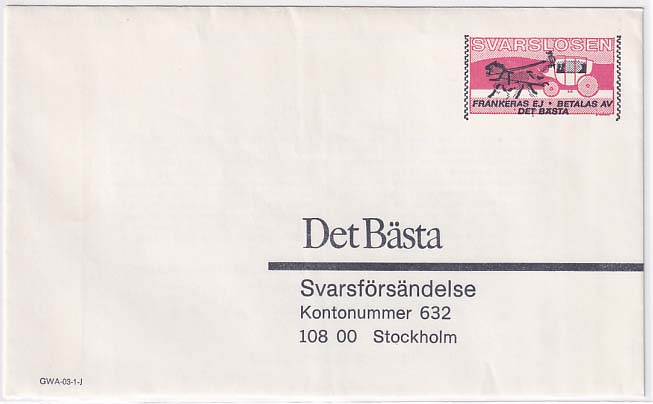 SVARSLÖSEN
FRANKERAS EJ • BETALAS AV
DET BÄSTA
Det Bästa
Svarsförsändelse
Kontonummer 632
108 00 Stockholm
GWA-03-1-J